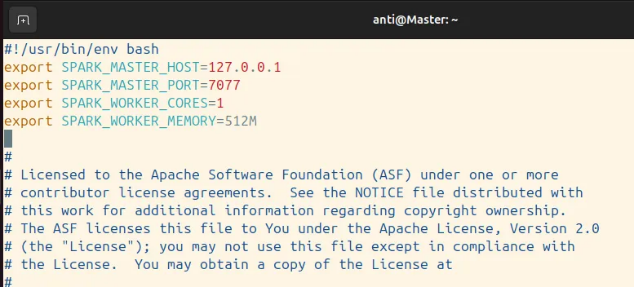 anti@Master: ~
#!/usr/bin/env bash
export SPARK_MASTER_HOST=127.0.0.1
export SPARK_MASTER_PORT=7077
export SPARK_WORKER_CORES=1
export SPARK_WORKER_MEMORY=512M
#
# Licensed to the Apache Software Foundation (ASF) under one or more
# contributor license agreements.  See the NOTICE file distributed with
# this work for additional information regarding copyright ownership.
# The ASF licenses this file to You under the Apache License, Version 2.0
# (the "License"); you may not use this file except in compliance with
# the License.  You may obtain a copy of the License at
#